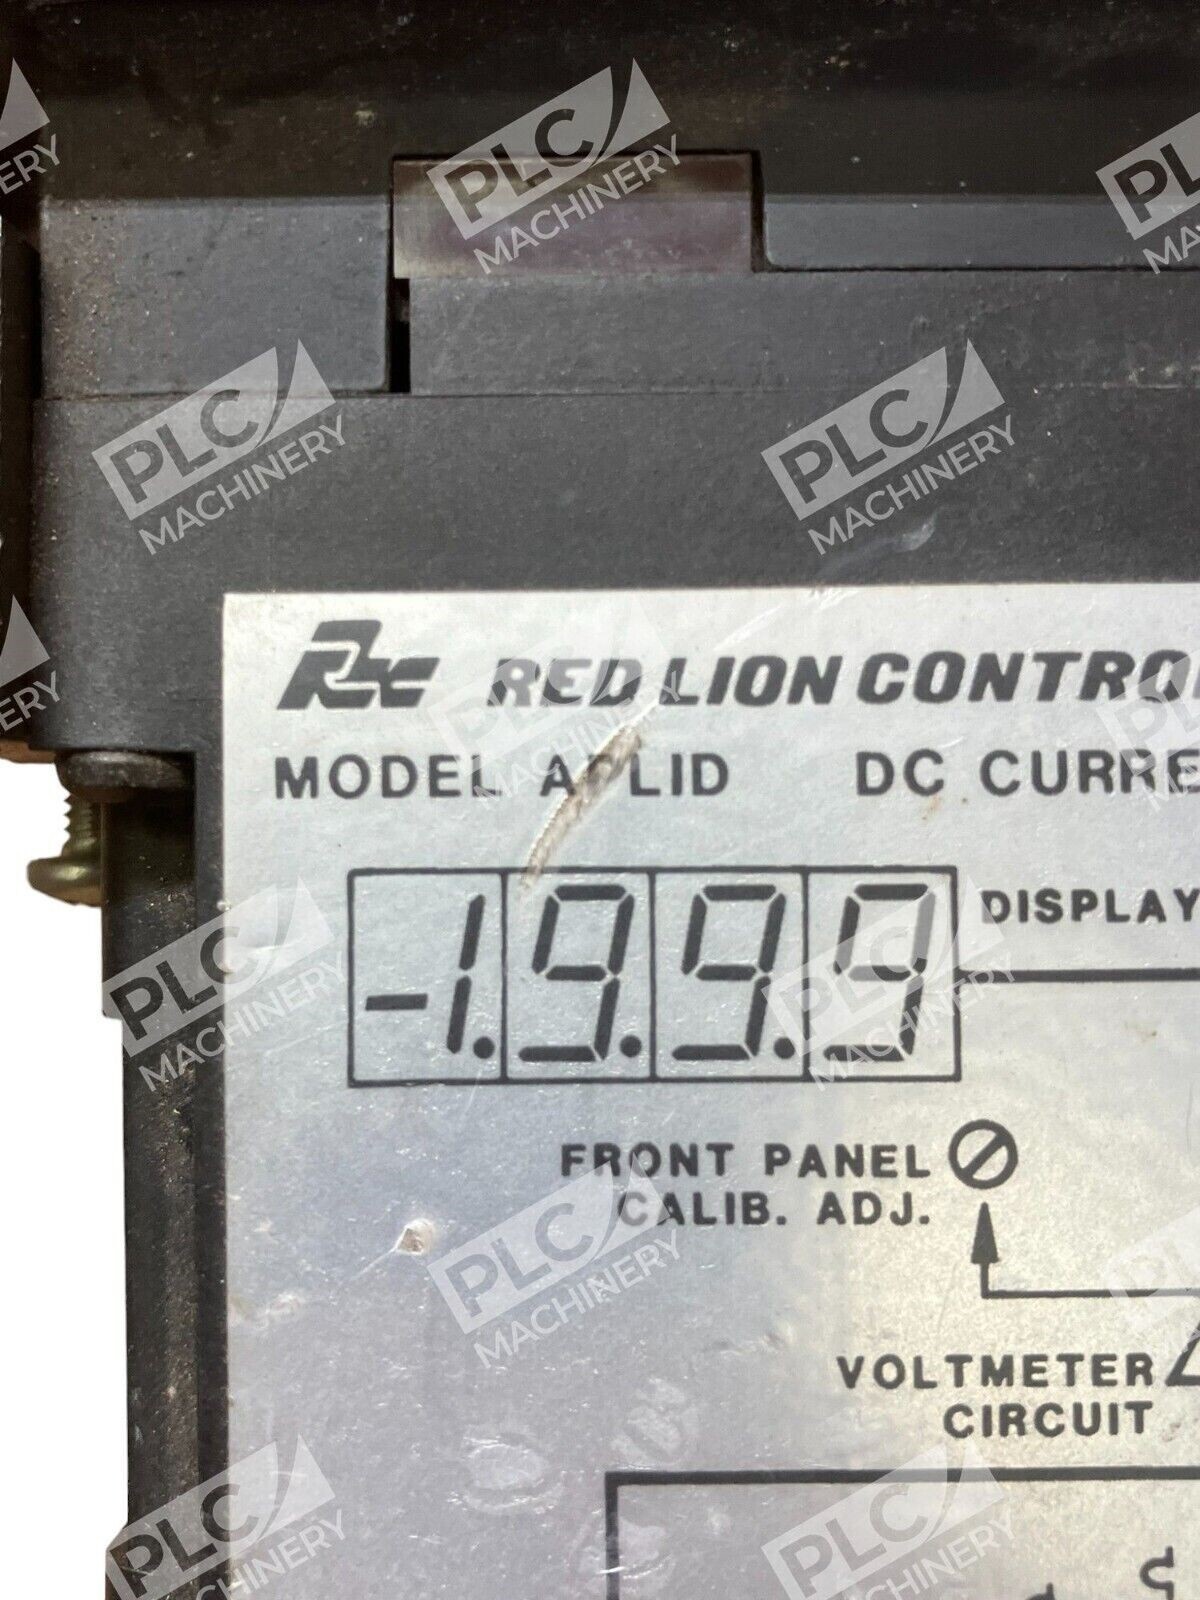 Rlc RED LION CONTRO
MODEL APLID DC CURRE
-1.9.9.9 DISPLAY
FRONT PANEL
CALIB. ADJ.
VOLTMETER
CIRCUIT
PLC
MACHINERY